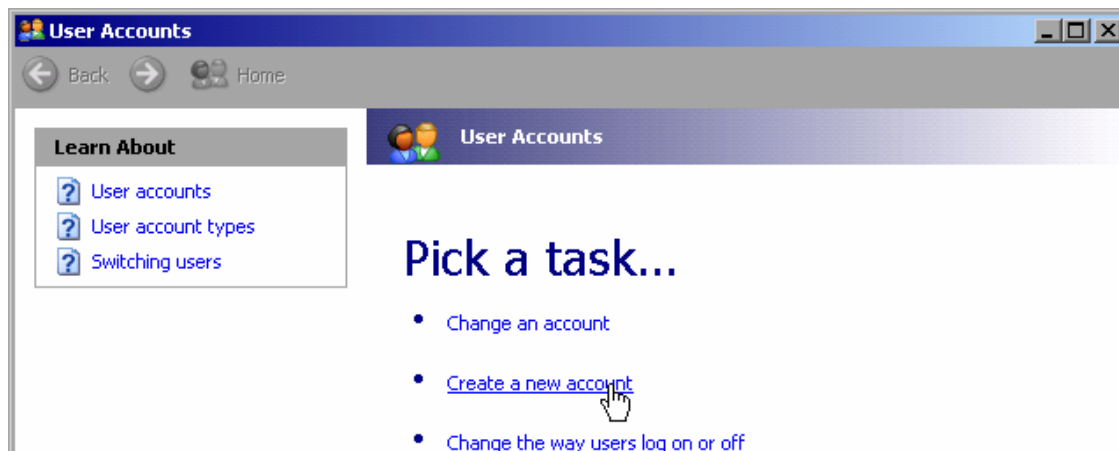 User Accounts
Back Home
Learn About
User accounts
User account types
Switching users
User Accounts
Pick a task...
Change an account
Create a new account
Change the way users log on or off